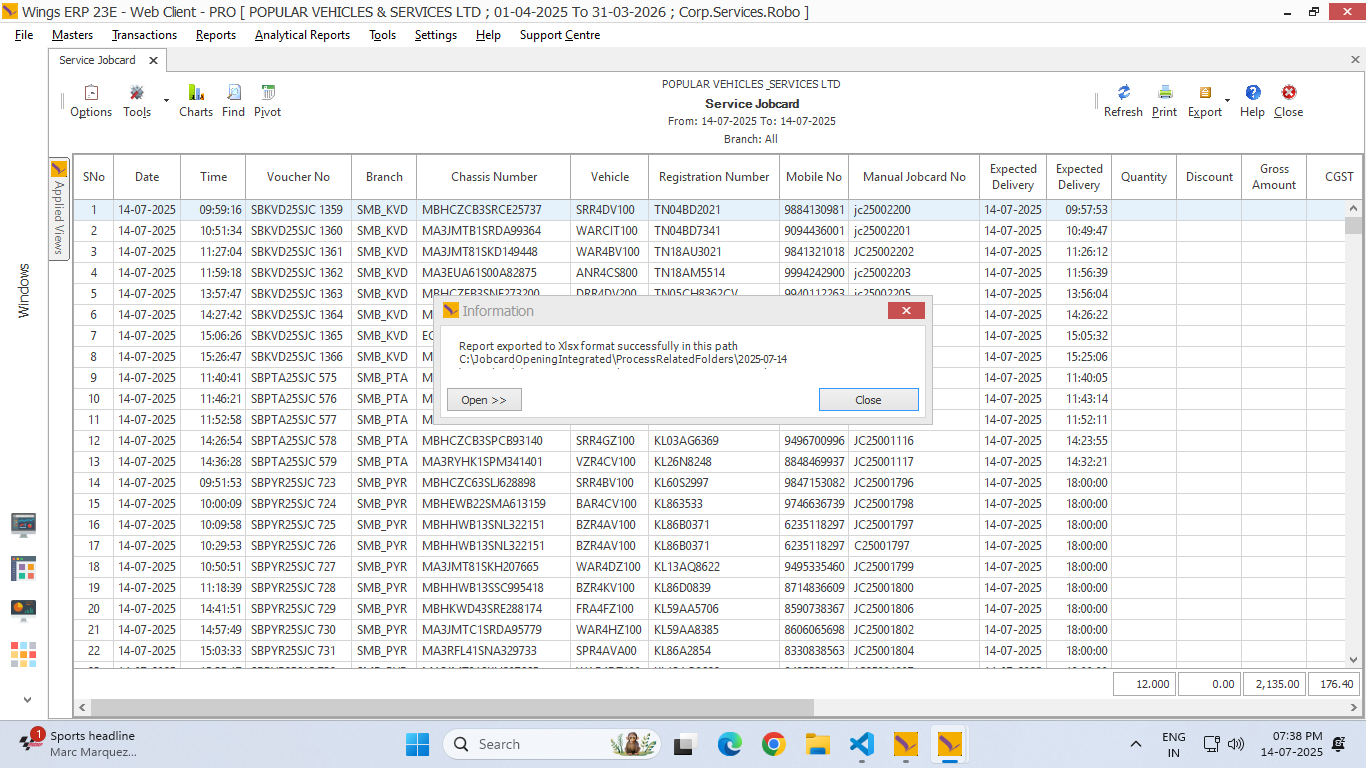 Wings ERP 23E - Web Client - PRO [ POPULAR VEHICLES & SERVICES LTD ; 01-04-2025 To 31-03-2026 ; Corp.Services.Robo ]
File Masters Transactions Reports Analytical Reports Tools Settings Help Support Centre
Service Jobcard
Options Tools Charts Find Pivot
POPULAR VEHICLES _SERVICES LTD
Service Jobcard
From: 14-07-2025 To: 14-07-2025
Branch: All
Refresh Print Export Help Close
Windows
Applied Views
SNo Date Time Voucher No Branch Chassis Number Vehicle Registration Number Mobile No Manual Jobcard No Expected Delivery Expected Delivery Quantity Discount Gross Amount CGST
1 14-07-2025 09:59:16 SBKVD25SJC 1359 SMB_KVD MBHCZCB3SRCE25737 SRR4DV100 TN04BD2021 9884130981 jc25002200 14-07-2025 09:57:53
2 14-07-2025 10:51:34 SBKVD25SJC 1360 SMB_KVD MA3JMTB1SRDA99364 WARCIT100 TN04BD7341 9094436001 jc25002201 14-07-2025 10:49:47
3 14-07-2025 11:27:04 SBKVD25SJC 1361 SMB_KVD MA3JMT81SKD149448 WAR4BV100 TN18AU3021 9841321018 JC25002202 14-07-2025 11:26:12
4 14-07-2025 11:59:18 SBKVD25SJC 1362 SMB_KVD MA3EUA61S00A82875 ANR4CS800 TN18AM5514 9994242900 jc25002203 14-07-2025 11:56:39
5 14-07-2025 13:57:47 SBKVD25SJC 1363 SMB_KVD MBHCZFB3SNF273200 DRR4DV200 TN05CH8362CV 9940112263 jc25002205 14-07-2025 13:56:04
6 14-07-2025 14:27:42 SBKVD25SJC 1364 SMB_KVD 14-07-2025 14:26:22
7 14-07-2025 15:06:26 SBKVD25SJC 1365 SMB_KVD 14-07-2025 15:05:32
8 14-07-2025 15:26:47 SBKVD25SJC 1366 SMB_KVD 14-07-2025 15:25:06
9 14-07-2025 11:40:41 SBPTA25SJC 575 SMB_PTA 14-07-2025 11:40:05
10 14-07-2025 11:46:21 SBPTA25SJC 576 SMB_PTA 14-07-2025 11:43:14
11 14-07-2025 11:52:58 SBPTA25SJC 577 SMB_PTA 14-07-2025 11:52:11
12 14-07-2025 14:26:54 SBPTA25SJC 578 SMB_PTA MBHCZCB3SPCB93140 SRR4GZ100 KL03AG6369 9496700996 JC25001116 14-07-2025 14:23:55
13 14-07-2025 14:36:28 SBPTA25SJC 579 SMB_PTA MA3RYHK1SPM341401 VZR4CV100 KL26N8248 8848469937 JC25001117 14-07-2025 14:32:21
14 14-07-2025 09:51:53 SBPYR25SJC 723 SMB_PYR MBHCZC63SLJ628898 SRR4BV100 KL60S2997 9847153082 JC25001796 14-07-2025 18:00:00
15 14-07-2025 10:00:09 SBPYR25SJC 724 SMB_PYR MBHEWB22SMA613159 BAR4CV100 KL863533 9746636739 JC25001798 14-07-2025 18:00:00
16 14-07-2025 10:09:58 SBPYR25SJC 725 SMB_PYR MBHHWB13SNL322151 BZR4AV100 KL86B0371 6235118297 JC25001797 14-07-2025 18:00:00
17 14-07-2025 10:29:53 SBPYR25SJC 726 SMB_PYR MBHHWB13SNL322151 BZR4AV100 KL86B0371 6235118297 C25001797 14-07-2025 18:00:00
18 14-07-2025 10:50:51 SBPYR25SJC 727 SMB_PYR MA3JMT81SKH207665 WAR4DZ100 KL13AQ8622 9495335460 JC25001799 14-07-2025 18:00:00
19 14-07-2025 11:18:39 SBPYR25SJC 728 SMB_PYR MBHHWB13SSC995418 BZR4KV100 KL86D0839 8714836609 JC25001800 14-07-2025 18:00:00
20 14-07-2025 14:41:51 SBPYR25SJC 729 SMB_PYR MBHKWD43SRE288174 FRA4FZ100 KL59AA5706 8590738367 JC25001806 14-07-2025 18:00:00
21 14-07-2025 14:57:49 SBPYR25SJC 730 SMB_PYR MA3JMTC1SRDA95779 WAR4HZ100 KL59AA8385 8606065698 JC25001802 14-07-2025 18:00:00
22 14-07-2025 15:03:33 SBPYR25SJC 731 SMB_PYR MA3RFL41SNA329733 SPR4AVA00 KL86A2854 8330838563 JC25001804 14-07-2025 18:00:00
Information
Report exported to Xlsx format successfully in this path
C:\JobcardOpeningIntegrated\ProcessRelatedFolders\2025-07-14
Open >> Close
12.000 0.00 2,135.00 176.40
1 Sports headline
Marc Marquez...
Search
ENG
IN
07:38 PM
14-07-2025